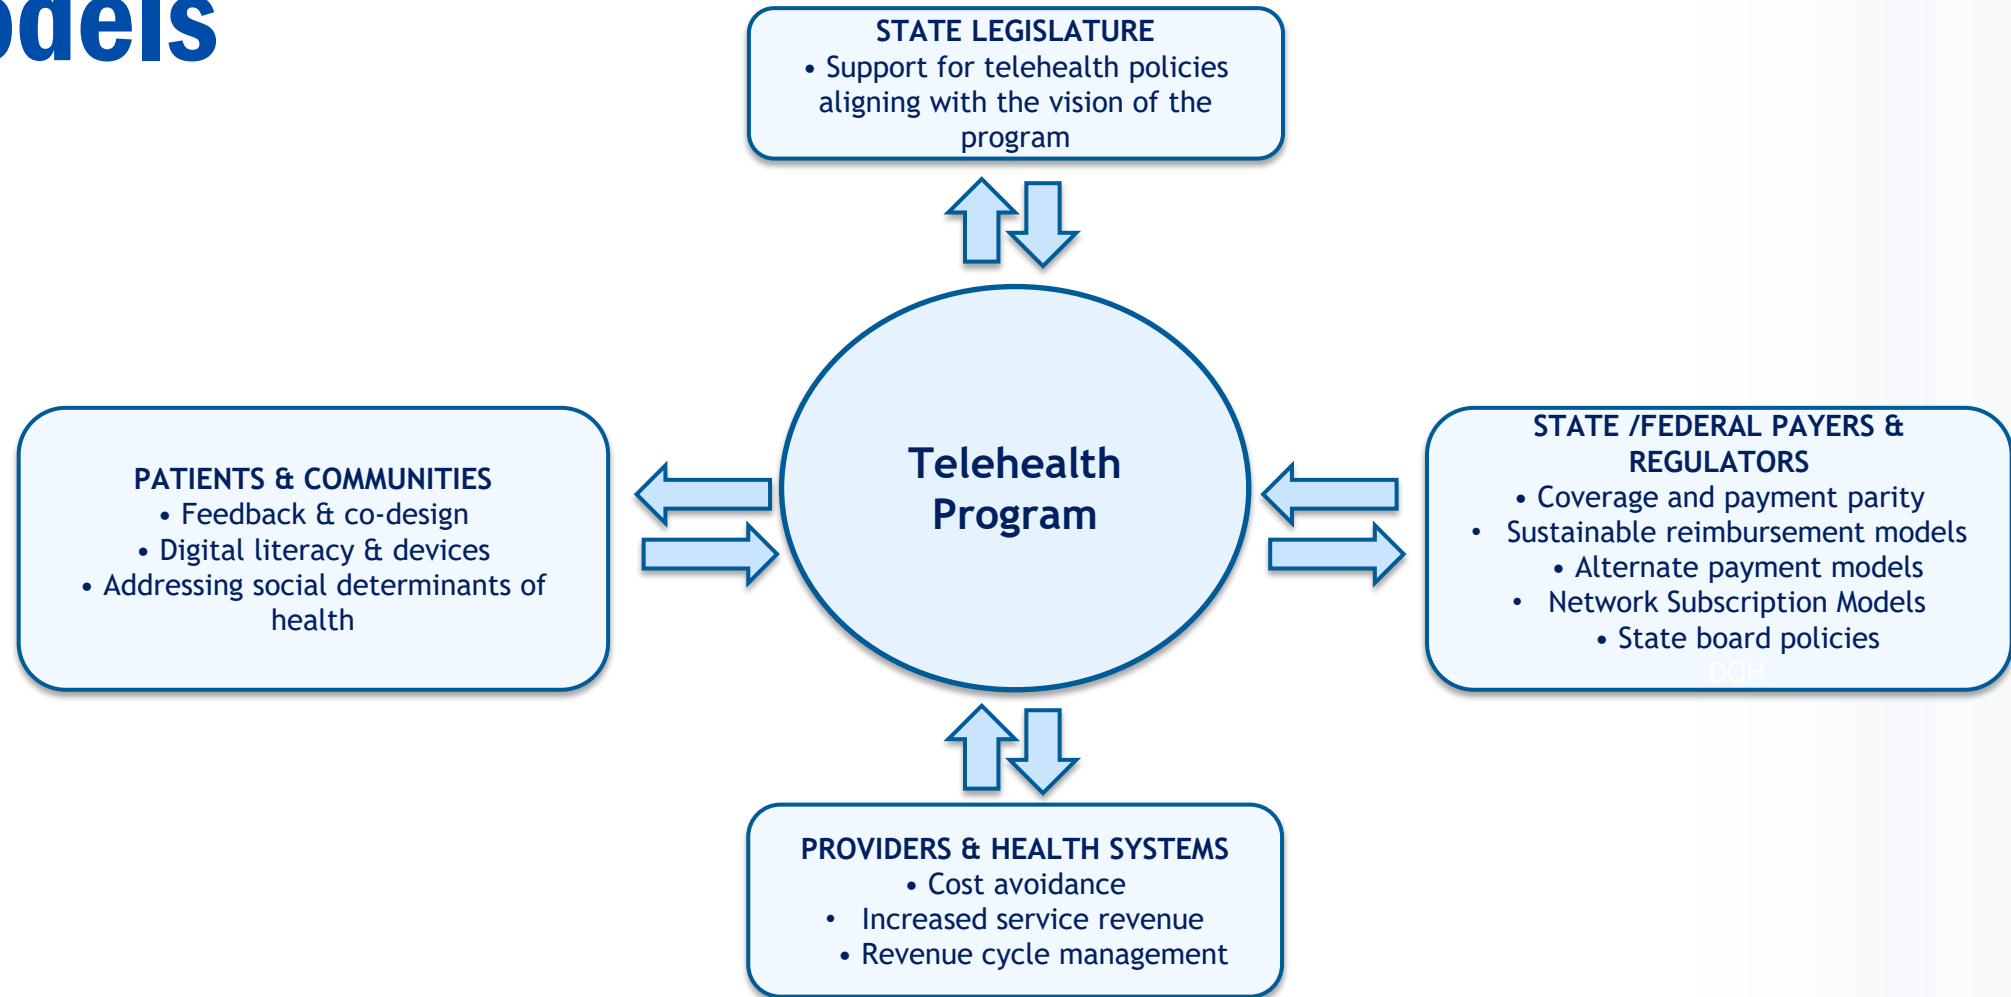 odels
STATE LEGISLATURE
• Support for telehealth policies
aligning with the vision of the
program
Telehealth
Program
PATIENTS & COMMUNITIES
• Feedback & co-design
• Digital literacy & devices
• Addressing social determinants of
health
STATE /FEDERAL PAYERS &
REGULATORS
• Coverage and payment parity
• Sustainable reimbursement models
• Alternate payment models
• Network Subscription Models
• State board policies
DOH
PROVIDERS & HEALTH SYSTEMS
• Cost avoidance
• Increased service revenue
• Revenue cycle management